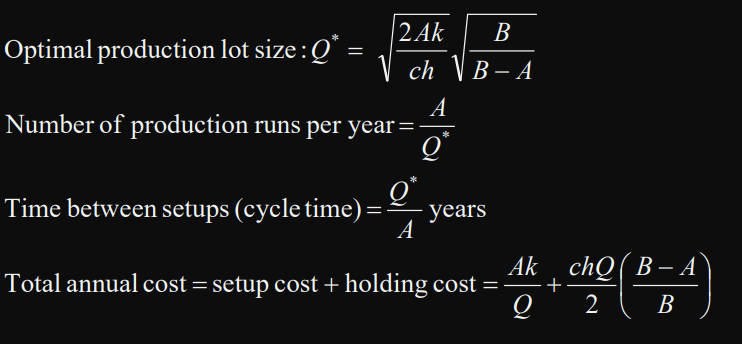 Optimal production lot size : Q* = √(2Ak / ch) √(B / (B − A))
Number of production runs per year = A / Q*
Time between setups (cycle time) = Q* / A years
Total annual cost = setup cost + holding cost = Ak / Q + chQ / 2 ((B − A) / B)